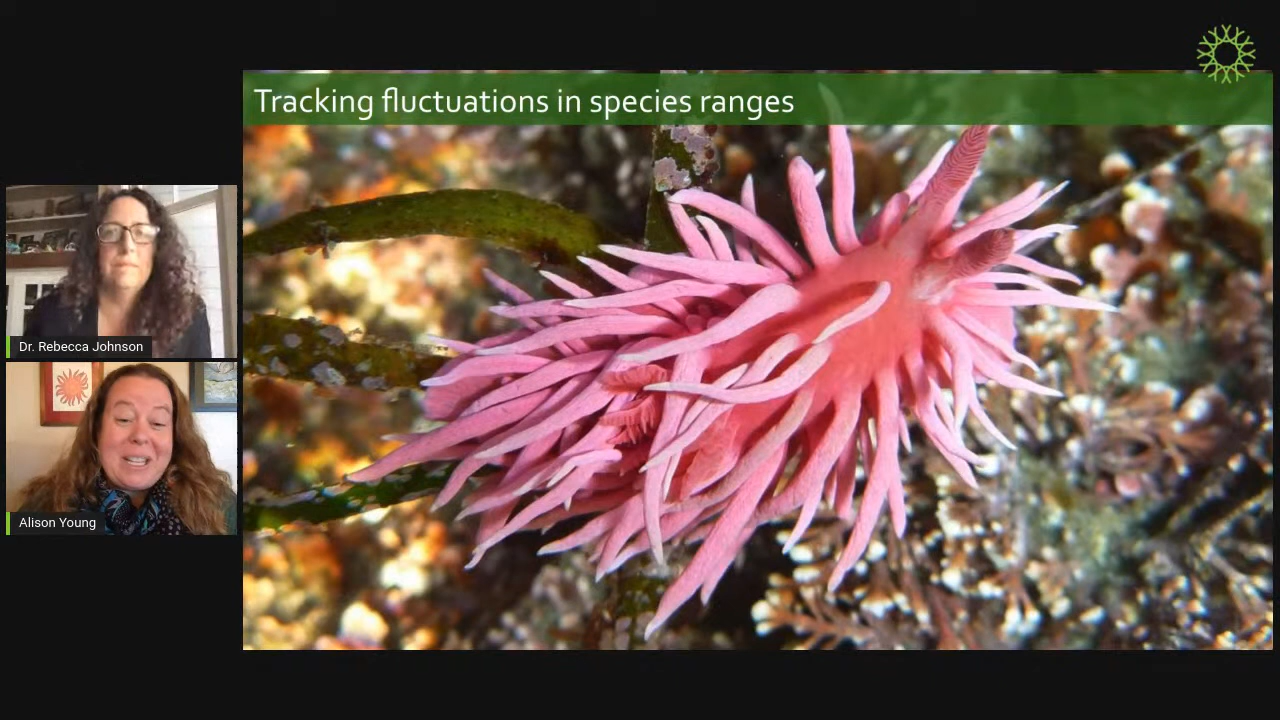 Tracking fluctuations in species ranges
Dr. Rebecca Johnson
Alison Young